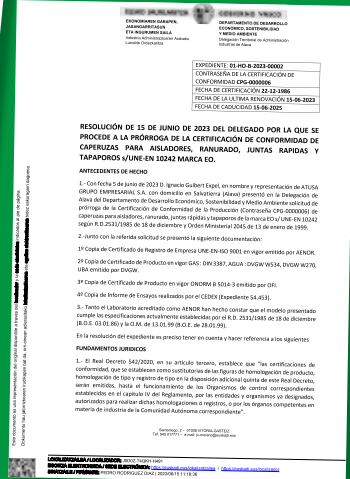 EKONOMIAREN GARAPEN,
JASANGARRITASUN
ETA INGURUMEN SAILA
Industria Administrazioaren Arabako
Lurralde Ordezkaritza
GOBIERNO VASCO
DEPARTAMENTO DE DESARROLLO
ECONÓMICO, SOSTENIBILIDAD
Y MEDIO AMBIENTE
Delegación Territorial de Administración
Industrial de Álava
EXPEDIENTE: 01-HO-B-2023-00002
CONTRASEÑA DE LA CERTIFICACIÓN DE
CONFORMIDAD CPG-0000006
FECHA DE CERTIFICACIÓN 22-12-1986
FECHA DE LA ULTIMA RENOVACIÓN 15-06-2023
FECHA DE CADUCIDAD 15-06-2025
RESOLUCIÓN DE 15 DE JUNIO DE 2023 DEL DELEGADO POR LA QUE SE
PROCEDE A LA PRÓRROGA DE LA CERTIFICACIÓN DE CONFORMIDAD DE
CAPERUZAS PARA AISLADORES, RANURADO, JUNTAS RAPIDAS Y
TAPAPOROS s/UNE-EN 10242 MARCA EO.
ANTECEDENTES DE HECHO
1.- Con fecha 5 de junio de 2023 D. Ignacio Guibert Expel, en nombre y representación de ATUSA
GRUPO EMPRESARIAL S.A. con domicilio en Salvatierra (Alava) presentó en la Delegación de
Alava del Departamento de Desarrollo Económico, Sostenibilidad y Medio Ambiente solicitud de
prórroga de la Certificación de Conformidad de la Producción (Contraseña CPG-0000006) de
caperuzas para aisladores, ranurado, juntas rápidas y tapaporos de la marca EO s/ UNE-EN 10242
según R.D.2531/1985 de 18 de diciembre y Orden Ministerial 2045 de 13 de enero de 1999.
2.-Junto con la referida solicitud se presento la siguiente documentación:
1º Copia de Certificado de Registro de Empresa UNE-EN-ISO 9001 en vigor emitido por AENOR.
2º Copia de Certificado de Producto en vigor GAS : DIN 3387, AGUA : DVGW W534, DVGW W270,
UBA emitido por DVGW.
3º Copia de Certificado de Producto en vigor ONORM B 5014-3 emitido por OFI.
4º Copia de Informe de Ensayos realizados por el CEDEX (Expediente 54.453).
3.- Tanto el Laboratorio acreditado como AENOR han hecho constar que el modelo presentado
cumple las especificaciones actualmente establecidas por el R.D. 2531/1985 de 18 de diciembre
(B.O.E. 03.01.86) y la O.M. de 13.01.99 (B.O.E. de 28.01.99).
En la resolución del expediente es preciso tener en cuenta y hacer referencia a los siguientes
FUNDAMENTOS JURIDICOS
1.- El Real Decreto 542/2020, en su artículo tercero, establece que "las certificaciones de
conformidad, que se establecen como sustitutorias de las figuras de homologación de producto,
homologación de tipo y registro de tipo en la disposición adicional quinta de este Real Decreto,
serán emitidas, hasta el funcionamiento de los Organismos de control correspondientes
establecidos en el capítulo IV del Reglamento, por las entidades y organismos ya designados,
autorizados para realizar dichas homologaciones o registros, o por los órganos competentes en
materia de industria de la Comunidad Autónoma correspondiente".